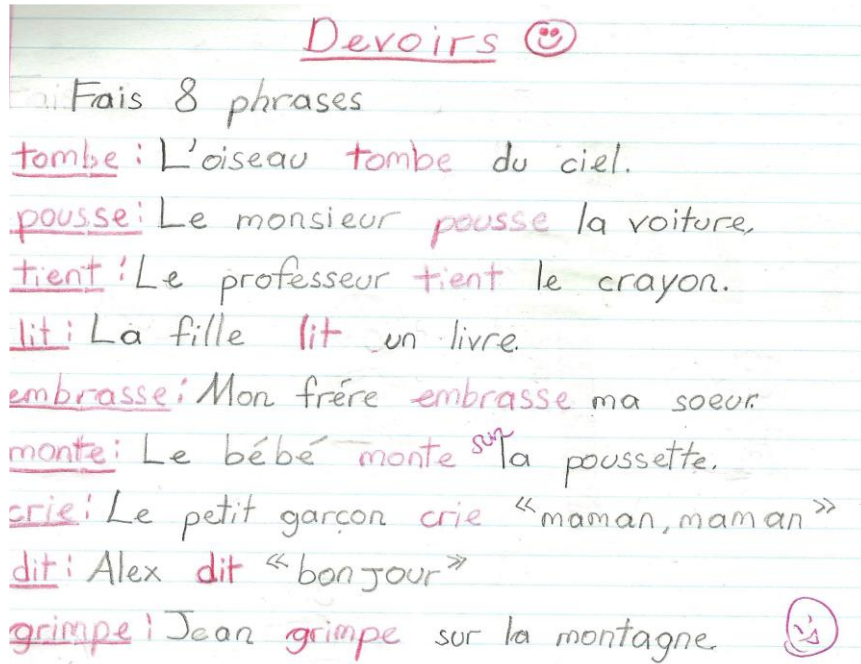 Devoirs
Fais 8 phrases
tombe: L'oiseau tombe du ciel.
pousse: Le monsieur pousse la voiture.
tient: Le professeur tient le crayon.
lit: La fille lit un livre.
embrasse: Mon frére embrasse ma soeur.
monte: Le bébé monte sur la poussette.
crie: Le petit garçon crie «maman, maman»
dit: Alex dit «bonjour»
grimpe: Jean grimpe sur la montagne.